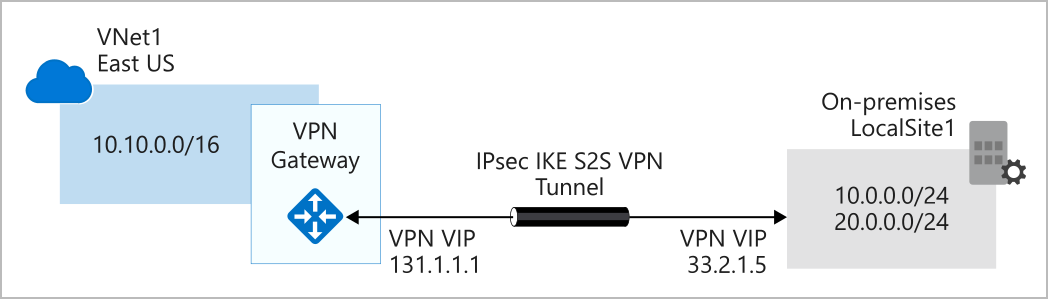 VNet1
East US
10.10.0.0/16
VPN
Gateway
IPsec IKE S2S VPN
Tunnel
VPN VIP
131.1.1.1
VPN VIP
33.2.1.5
On-premises
LocalSite1
10.0.0.0/24
20.0.0.0/24